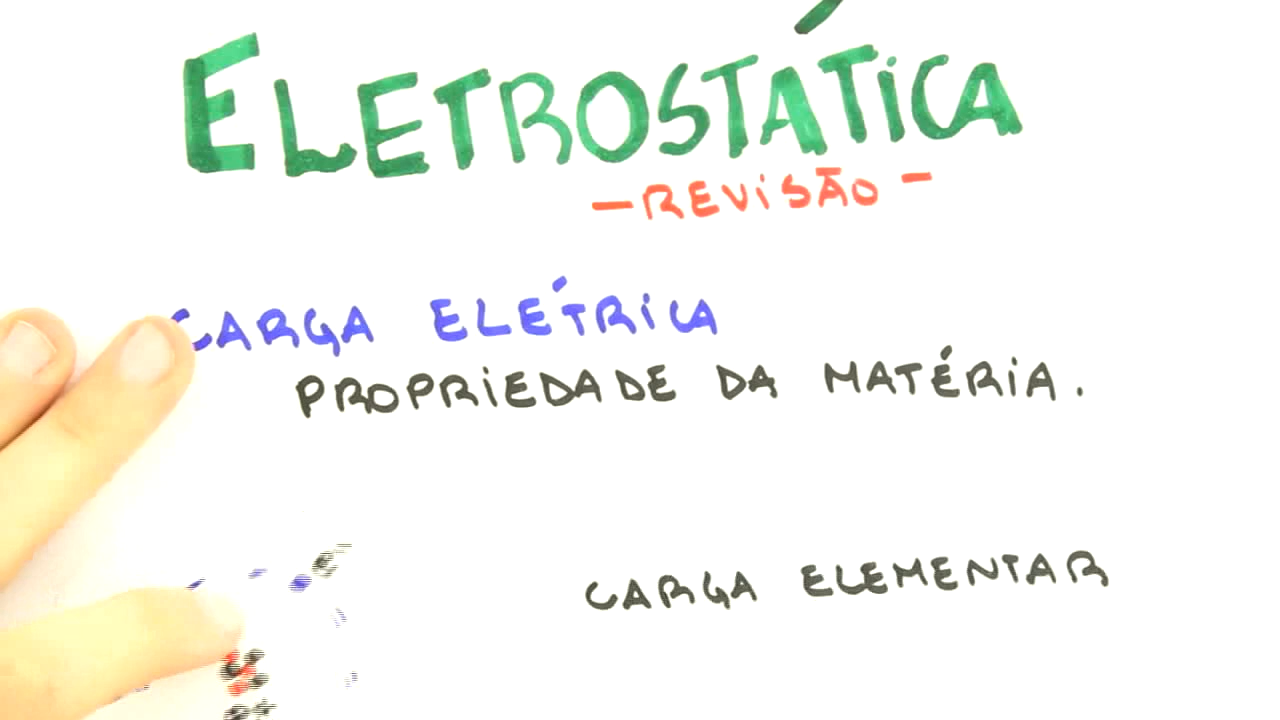 ELETROSTÁTICA
- REVISÃO -
CARGA ELÉTRICA
PROPRIEDADE DA MATÉRIA.
CARGA ELEMENTAR